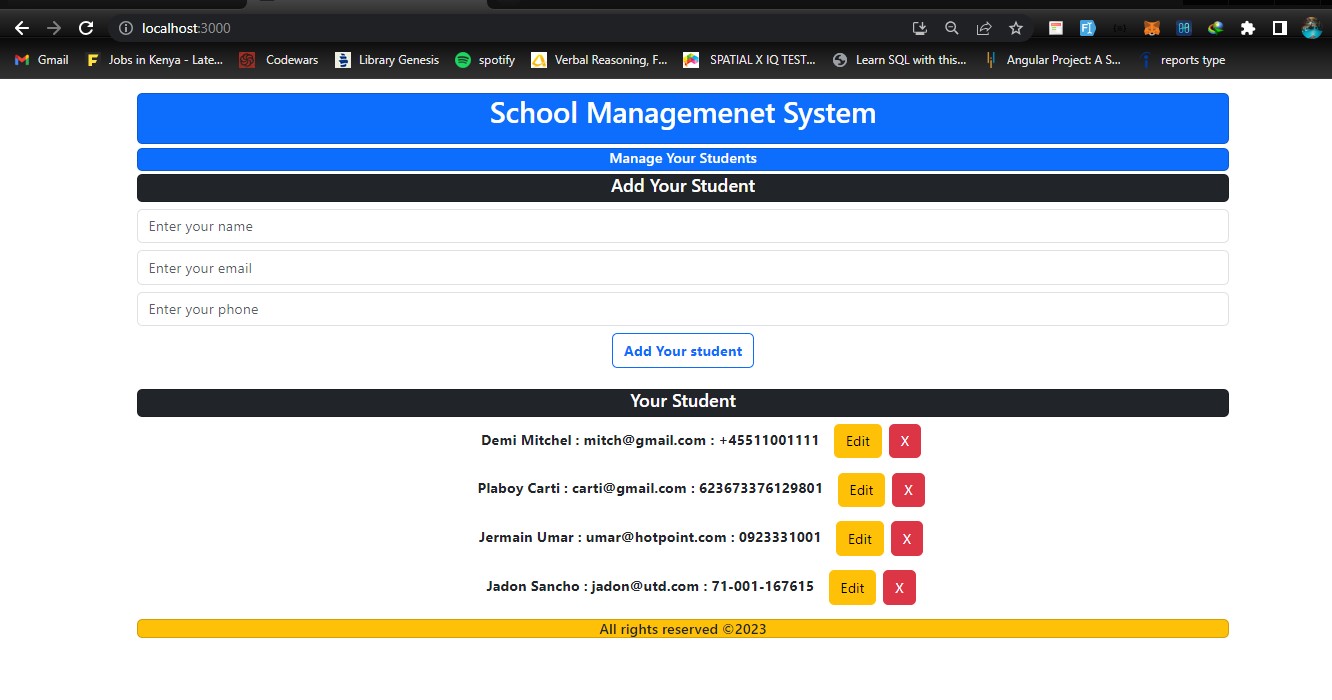 localhost:3000
Gmail Jobs in Kenya - Late... Codewars Library Genesis spotify Verbal Reasoning, F... SPATIAL X IQ TEST... Learn SQL with this... Angular Project: A S... reports type
School Managemenet System
Manage Your Students
Add Your Student
Enter your name
Enter your email
Enter your phone
Add Your student
Your Student
Demi Mitchel : mitch@gmail.com : +45511001111 Edit X
Plaboy Carti : carti@gmail.com : 623673376129801 Edit X
Jermain Umar : umar@hotpoint.com : 0923331001 Edit X
Jadon Sancho : jadon@utd.com : 71-001-167615 Edit X
All rights reserved ©2023